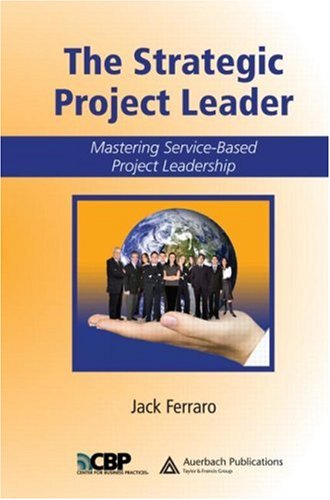 The Strategic
Project Leader
Mastering Service-Based
Project Leadership
Jack Ferraro
CBP
CENTER FOR BUSINESS PRACTICES
Auerbach Publications
Taylor & Francis Group